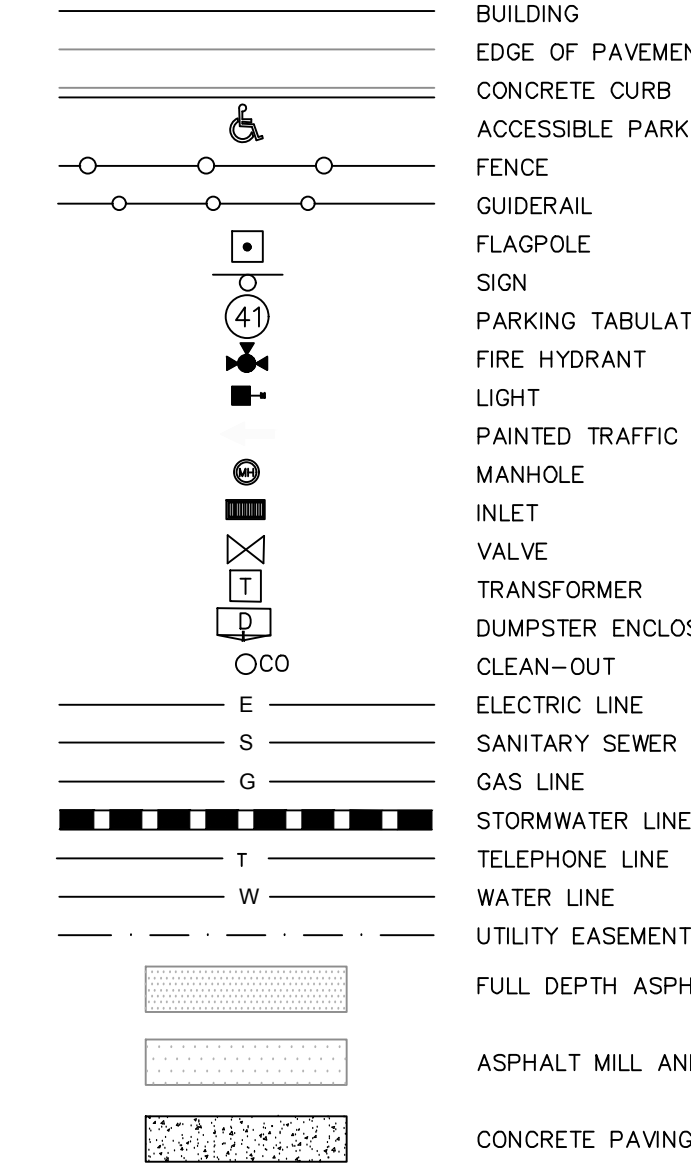 BUILDING
EDGE OF PAVEMEN
CONCRETE CURB
ACCESSIBLE PARK
FENCE
GUIDERAIL
FLAGPOLE
SIGN
41 PARKING TABULAT
FIRE HYDRANT
LIGHT
PAINTED TRAFFIC
MH MANHOLE
INLET
VALVE
T TRANSFORMER
D DUMPSTER ENCLOS
CO CLEAN-OUT
E ELECTRIC LINE
S SANITARY SEWER
G GAS LINE
STORMWATER LINE
T TELEPHONE LINE
W WATER LINE
UTILITY EASEMENT
FULL DEPTH ASPH
ASPHALT MILL AN
CONCRETE PAVING